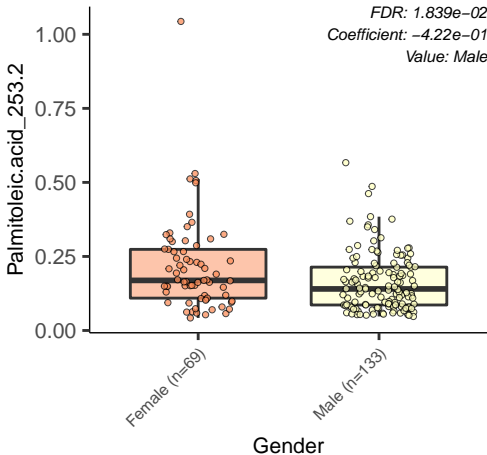 FDR: 1.839e−02
Coefficient: −4.22e−01
Value: Male
Palmitoleic.acid_253.2
1.00
0.75
0.50
0.25
0.00
Female (n=69)
Male (n=133)
Gender